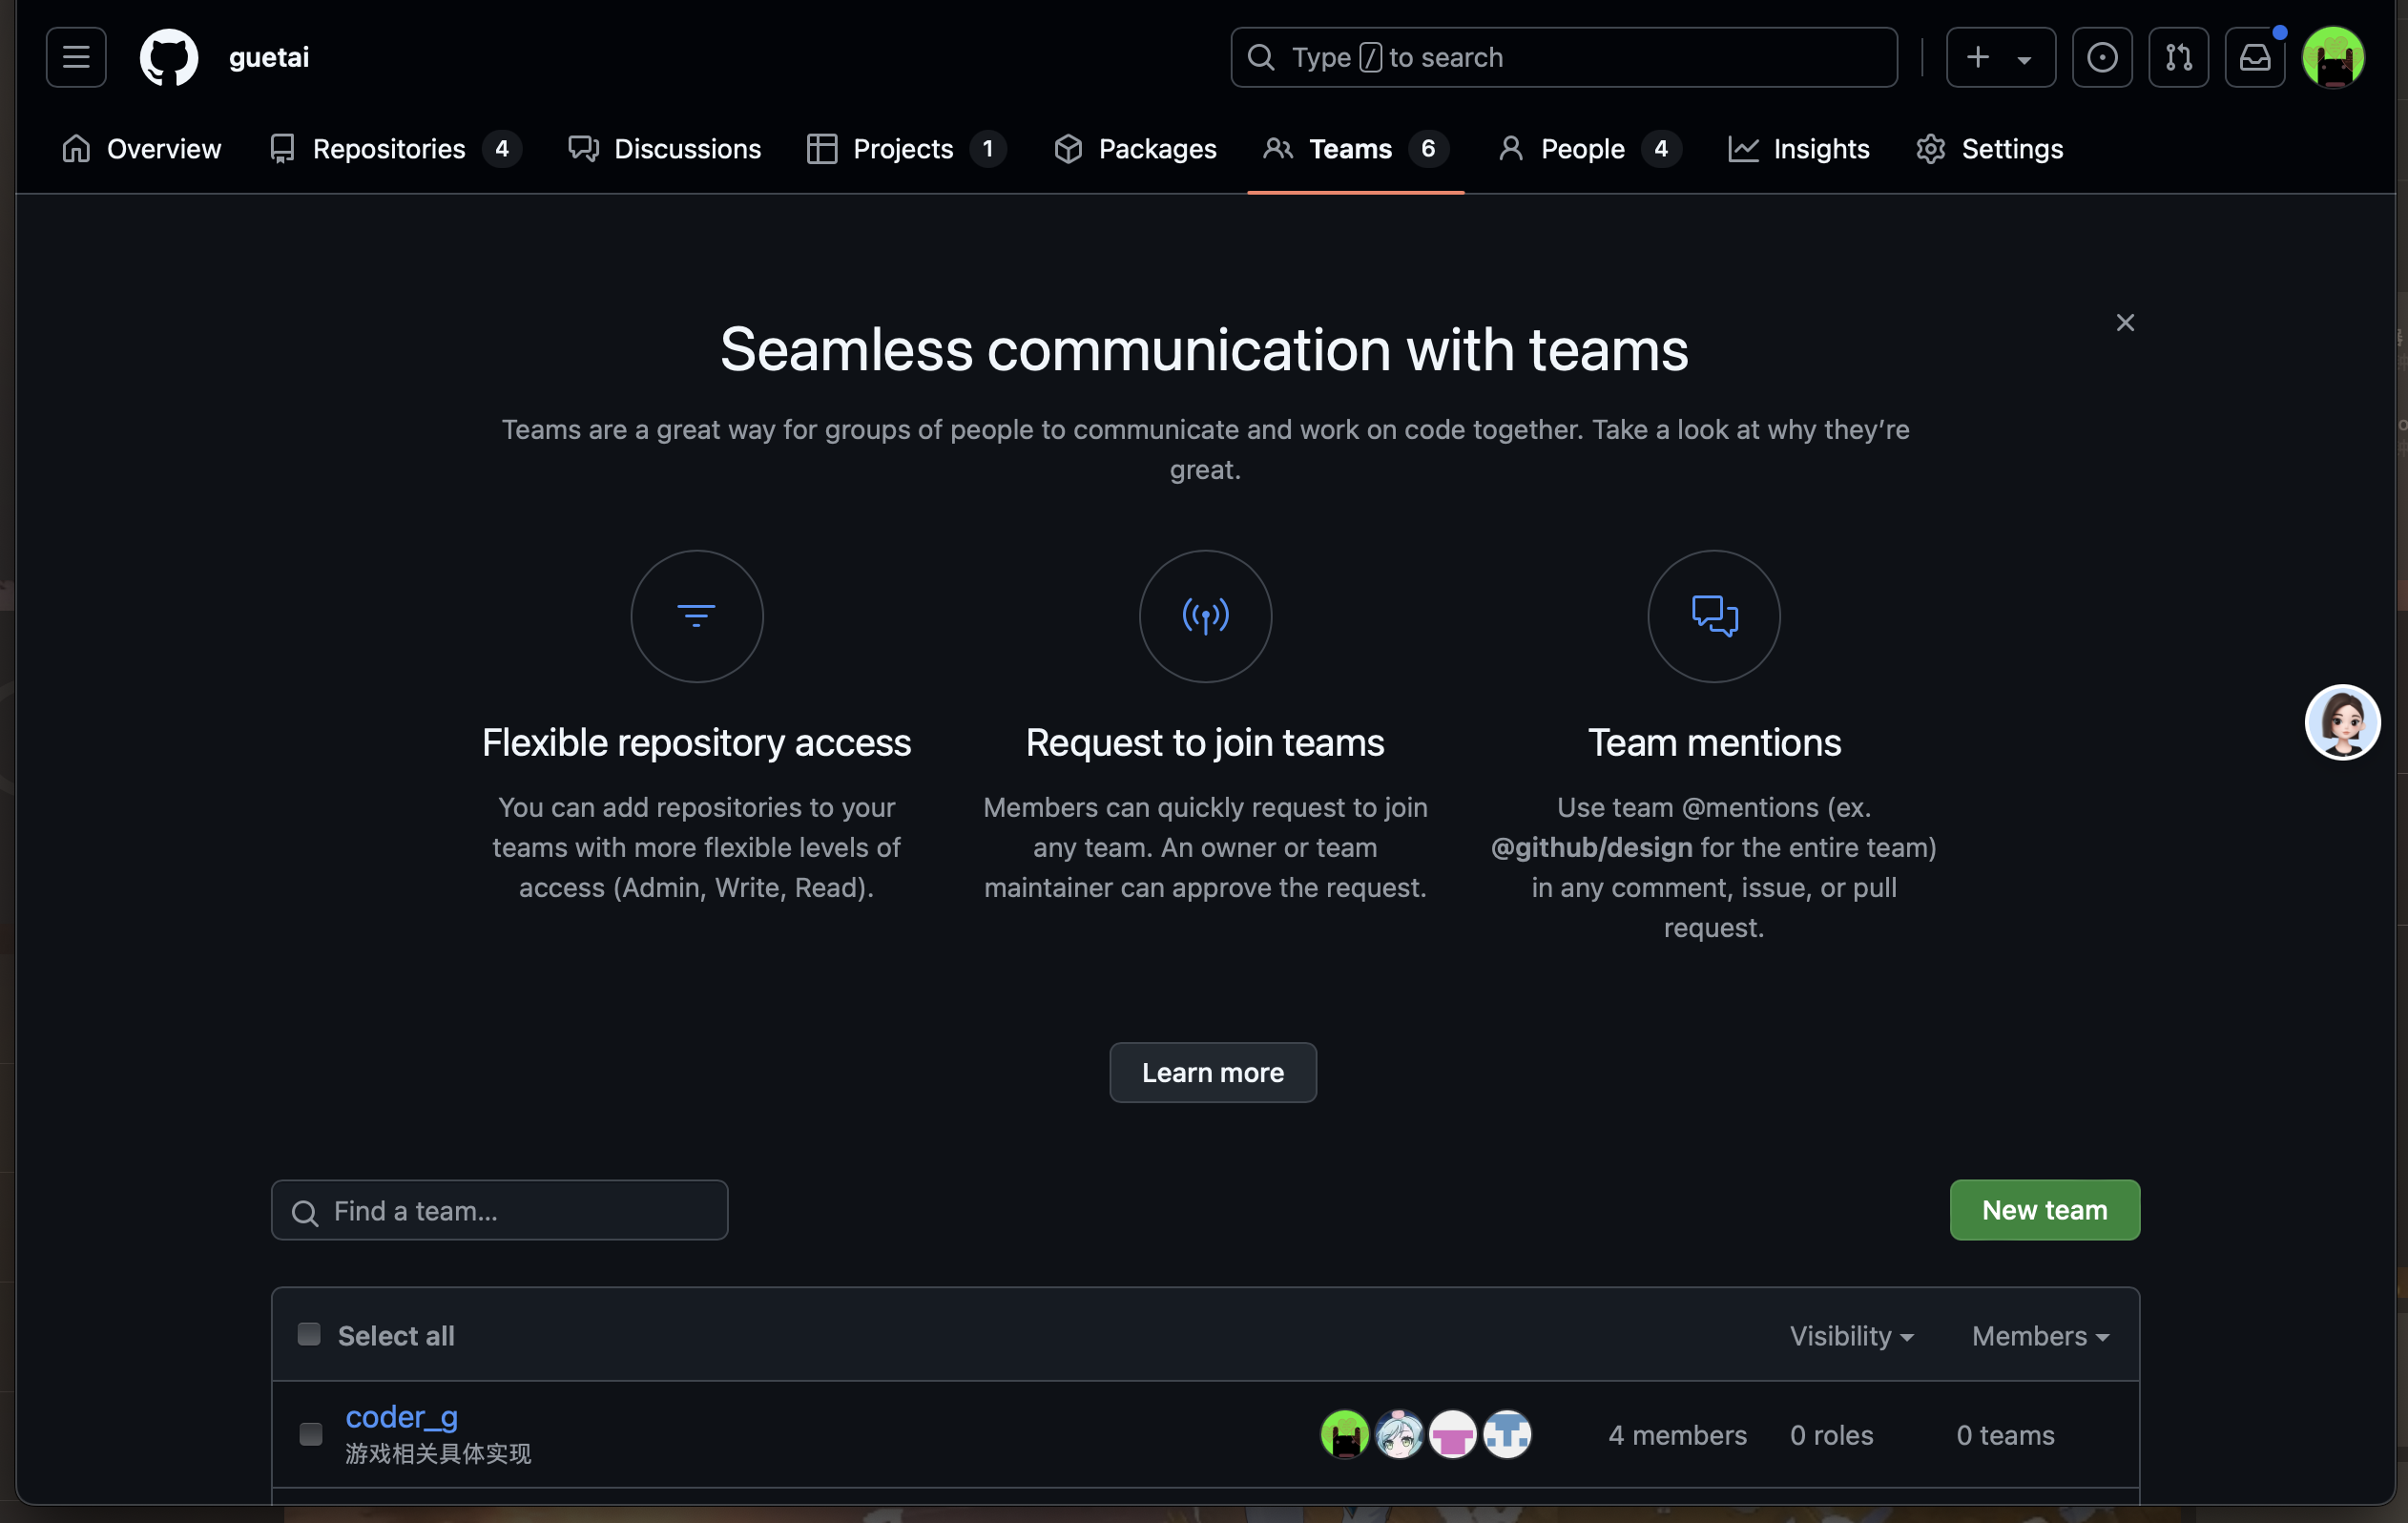 guetai
Type / to search
Overview
Repositories 4
Discussions
Projects 1
Packages
Teams 6
People 4
Insights
Settings
Seamless communication with teams
Teams are a great way for groups of people to communicate and work on code together. Take a look at why they’re
great.
Flexible repository access
You can add repositories to your
teams with more flexible levels of
access (Admin, Write, Read).
Request to join teams
Members can quickly request to join
any team. An owner or team
maintainer can approve the request.
Team mentions
Use team @mentions (ex.
@github/design for the entire team)
in any comment, issue, or pull
request.
Learn more
Find a team...
New team
Select all
Visibility
Members
coder_g
游戏相关具体实现
4 members
0 roles
0 teams